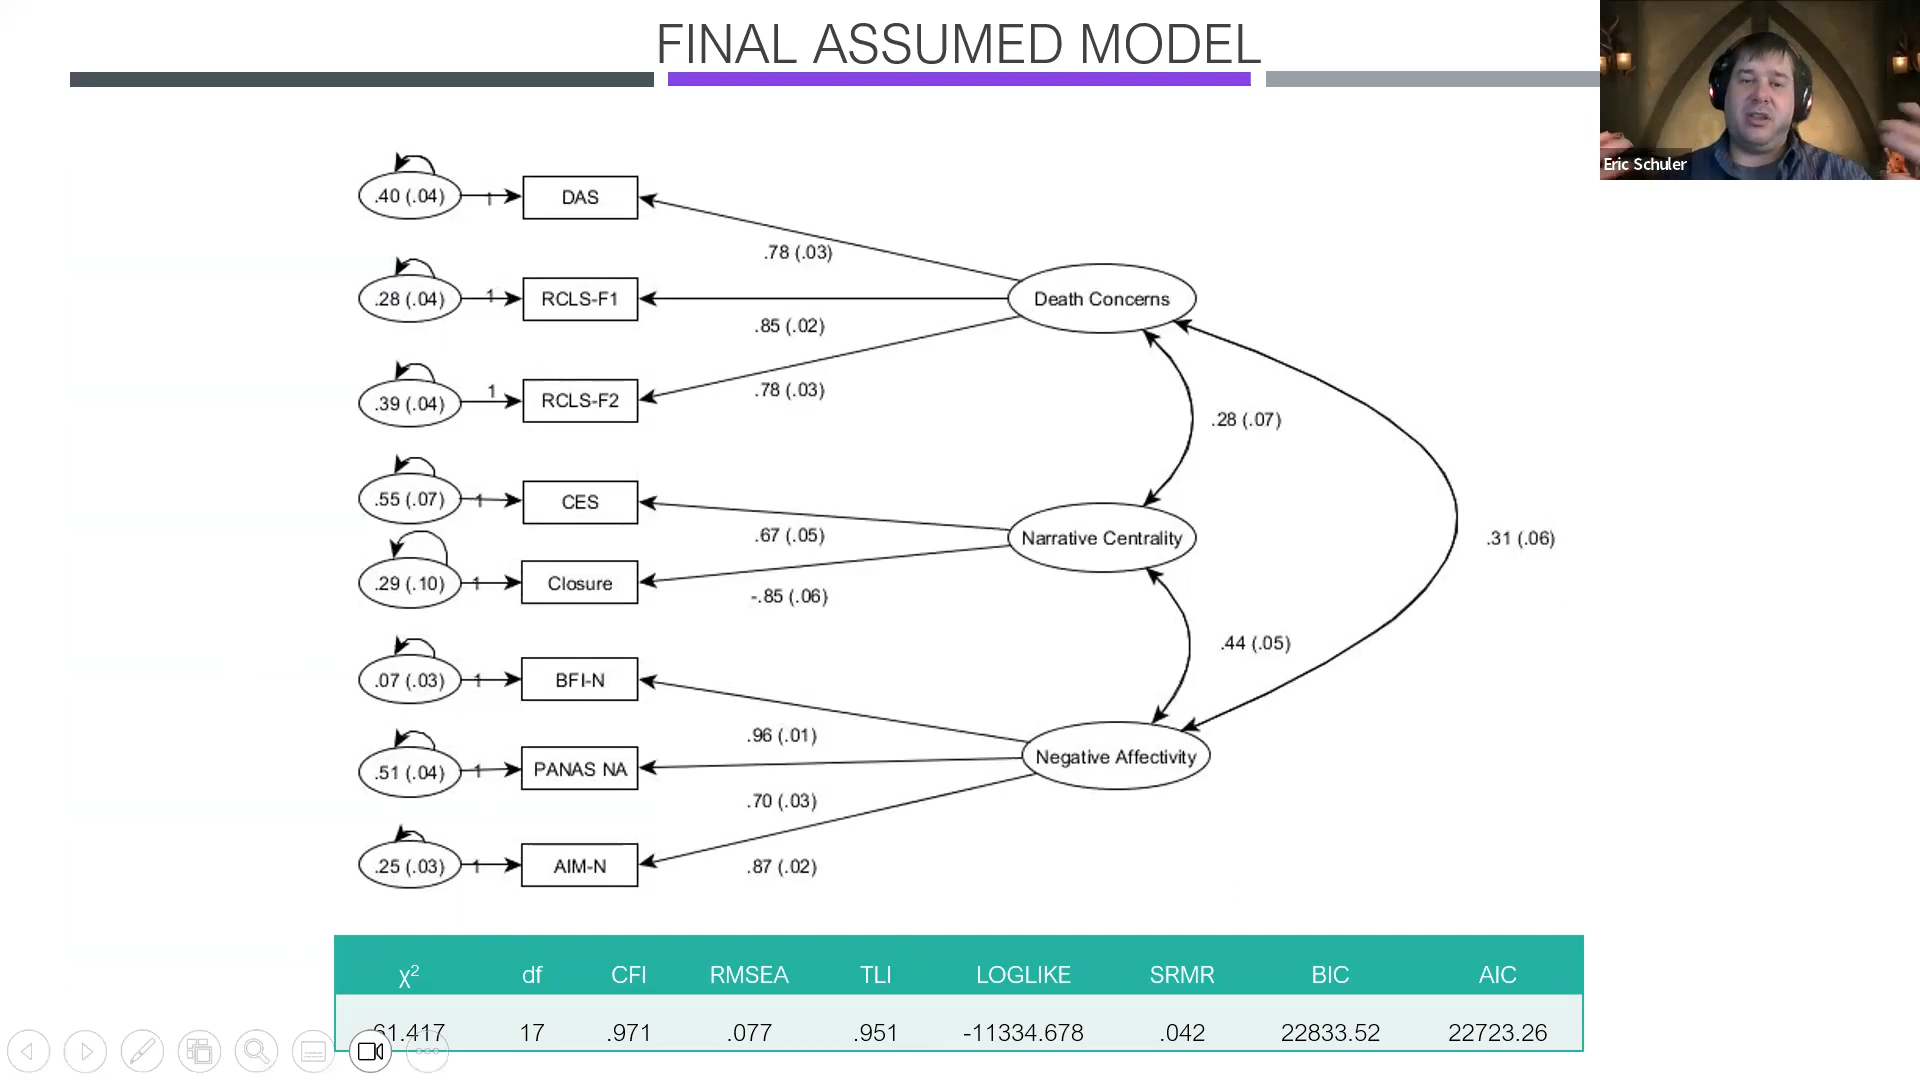 FINAL ASSUMED MODEL
Eric Schuler
.40 (.04) 1 DAS
.78 (.03)
.28 (.04) 1 RCLS-F1
Death Concerns
.85 (.02)
.39 (.04) 1 RCLS-F2
.78 (.03)
.28 (.07)
.55 (.07) 1 CES
.67 (.05)
Narrative Centrality
.31 (.06)
.29 (.10) 1 Closure
-.85 (.06)
.44 (.05)
.07 (.03) 1 BFI-N
.96 (.01)
Negative Affectivity
.51 (.04) 1 PANAS NA
.70 (.03)
.25 (.03) 1 AIM-N
.87 (.02)
χ² df CFI RMSEA TLI LOGLIKE SRMR BIC AIC
61.417 17 .971 .077 .951 -11334.678 .042 22833.52 22723.26